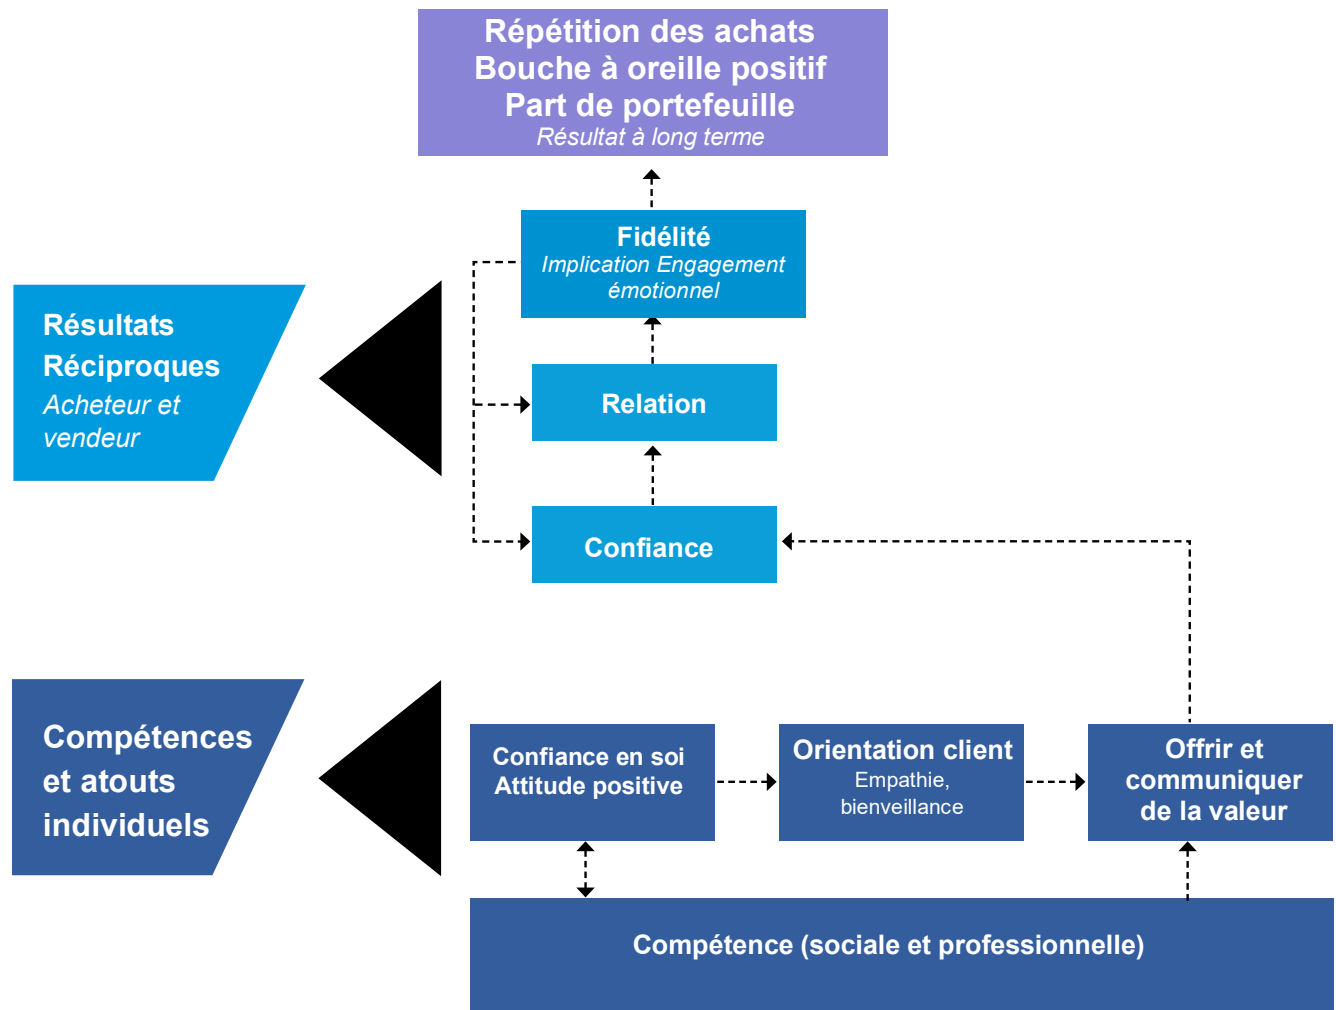 Répétition des achats
Bouche à oreille positif
Part de portefeuille
Résultat à long terme
Fidélité
Implication Engagement
émotionnel
Résultats
Réciproques
Acheteur et
vendeur
Relation
Confiance
Compétences
et atouts
individuels
Confiance en soi
Attitude positive
Orientation client
Empathie,
bienveillance
Offrir et
communiquer
de la valeur
Compétence (sociale et professionnelle)